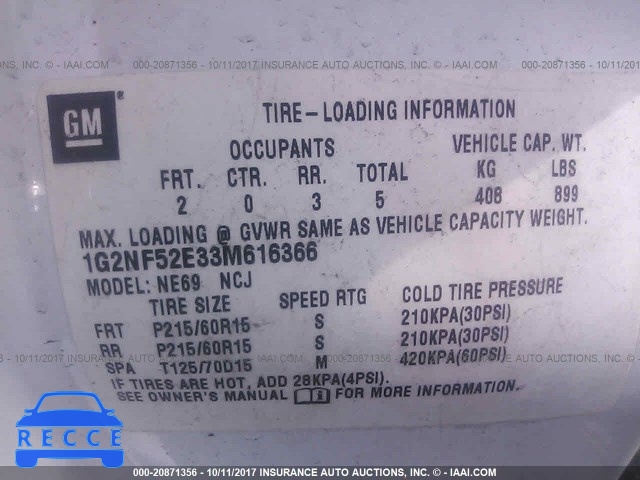 000-20871356 - 10/11/2017 INSURANCE AUTO AUCTIONS, INC. - © IAAI.COM
GM
TIRE-LOADING INFORMATION
OCCUPANTS VEHICLE CAP. WT.
FRT. CTR. RR. TOTAL KG LBS
2 0 3 5 408 899
MAX. LOADING @ GVWR SAME AS VEHICLE CAPACITY WEIGHT.
1G2NF52E33M616366
MODEL: NE69 NCJ
TIRE SIZE SPEED RTG COLD TIRE PRESSURE
FRT P215/60R15 S 210KPA(30PSI)
RR P215/60R15 S 210KPA(30PSI)
SPA T125/70D15 M 420KPA(60PSI)
IF TIRES ARE HOT, ADD 28KPA(4PSI).
SEE OWNER'S MANUAL FOR MORE INFORMATION.
RECCE
000-20871356 - 10/11/2017 INSURANCE AUTO AUCTIONS, INC. - © IAAI.COM